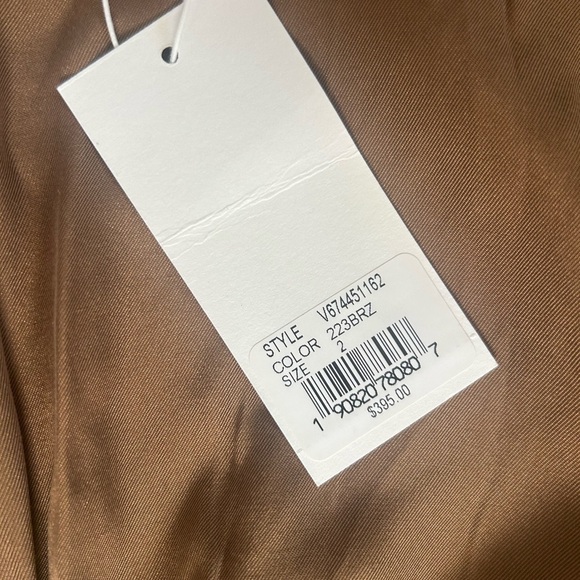 STYLE V674451162
COLOR 223BRZ
SIZE 2
1 90820 78080 7
$395.00